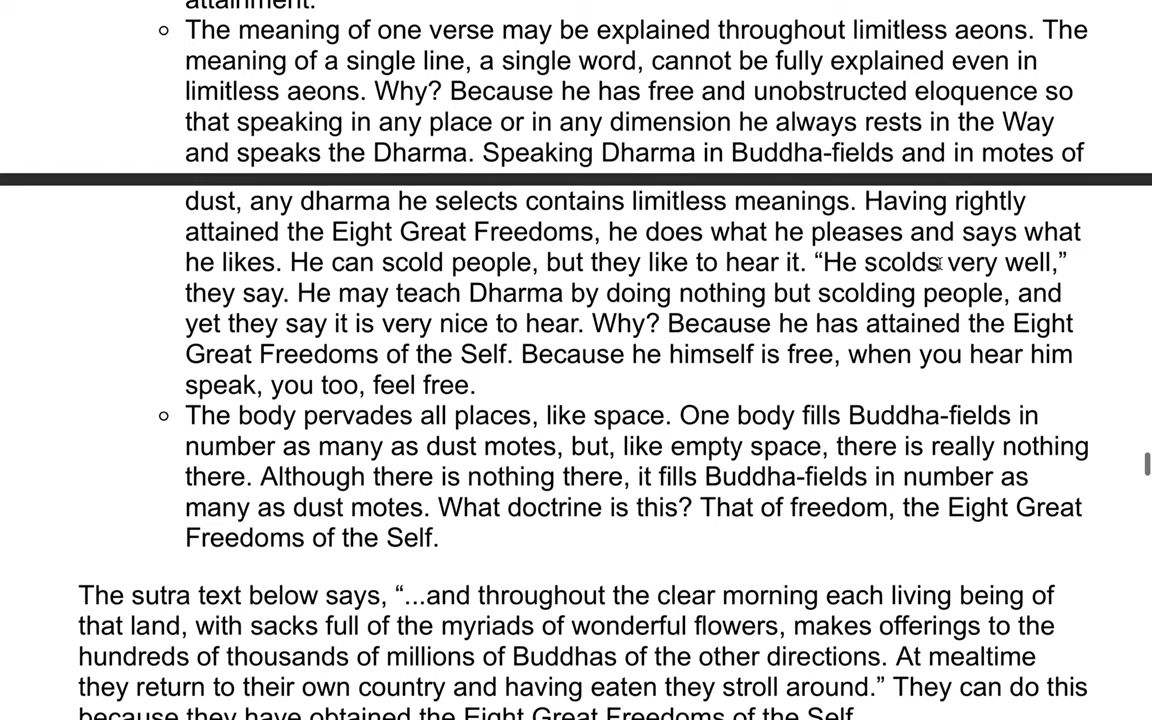 attainment.
The meaning of one verse may be explained throughout limitless aeons. The
meaning of a single line, a single word, cannot be fully explained even in
limitless aeons. Why? Because he has free and unobstructed eloquence so
that speaking in any place or in any dimension he always rests in the Way
and speaks the Dharma. Speaking Dharma in Buddha-fields and in motes of
dust, any dharma he selects contains limitless meanings. Having rightly
attained the Eight Great Freedoms, he does what he pleases and says what
he likes. He can scold people, but they like to hear it. “He scolds very well,”
they say. He may teach Dharma by doing nothing but scolding people, and
yet they say it is very nice to hear. Why? Because he has attained the Eight
Great Freedoms of the Self. Because he himself is free, when you hear him
speak, you too, feel free.
The body pervades all places, like space. One body fills Buddha-fields in
number as many as dust motes, but, like empty space, there is really nothing
there. Although there is nothing there, it fills Buddha-fields in number as
many as dust motes. What doctrine is this? That of freedom, the Eight Great
Freedoms of the Self.
The sutra text below says, “...and throughout the clear morning each living being of
that land, with sacks full of the myriads of wonderful flowers, makes offerings to the
hundreds of thousands of millions of Buddhas of the other directions. At mealtime
they return to their own country and having eaten they stroll around.” They can do this
because they have obtained the Eight Great Freedoms of the Self.